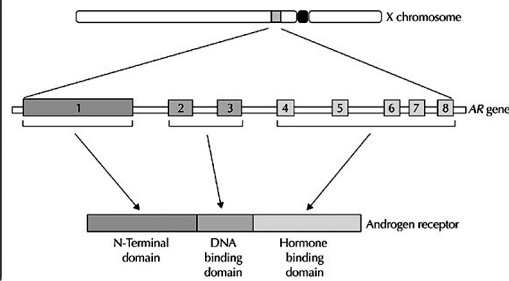 X chromosome
1 2 3 4 5 6 7 8 AR gene
Androgen receptor
N-Terminal
domain
DNA
binding
domain
Hormone
binding
domain